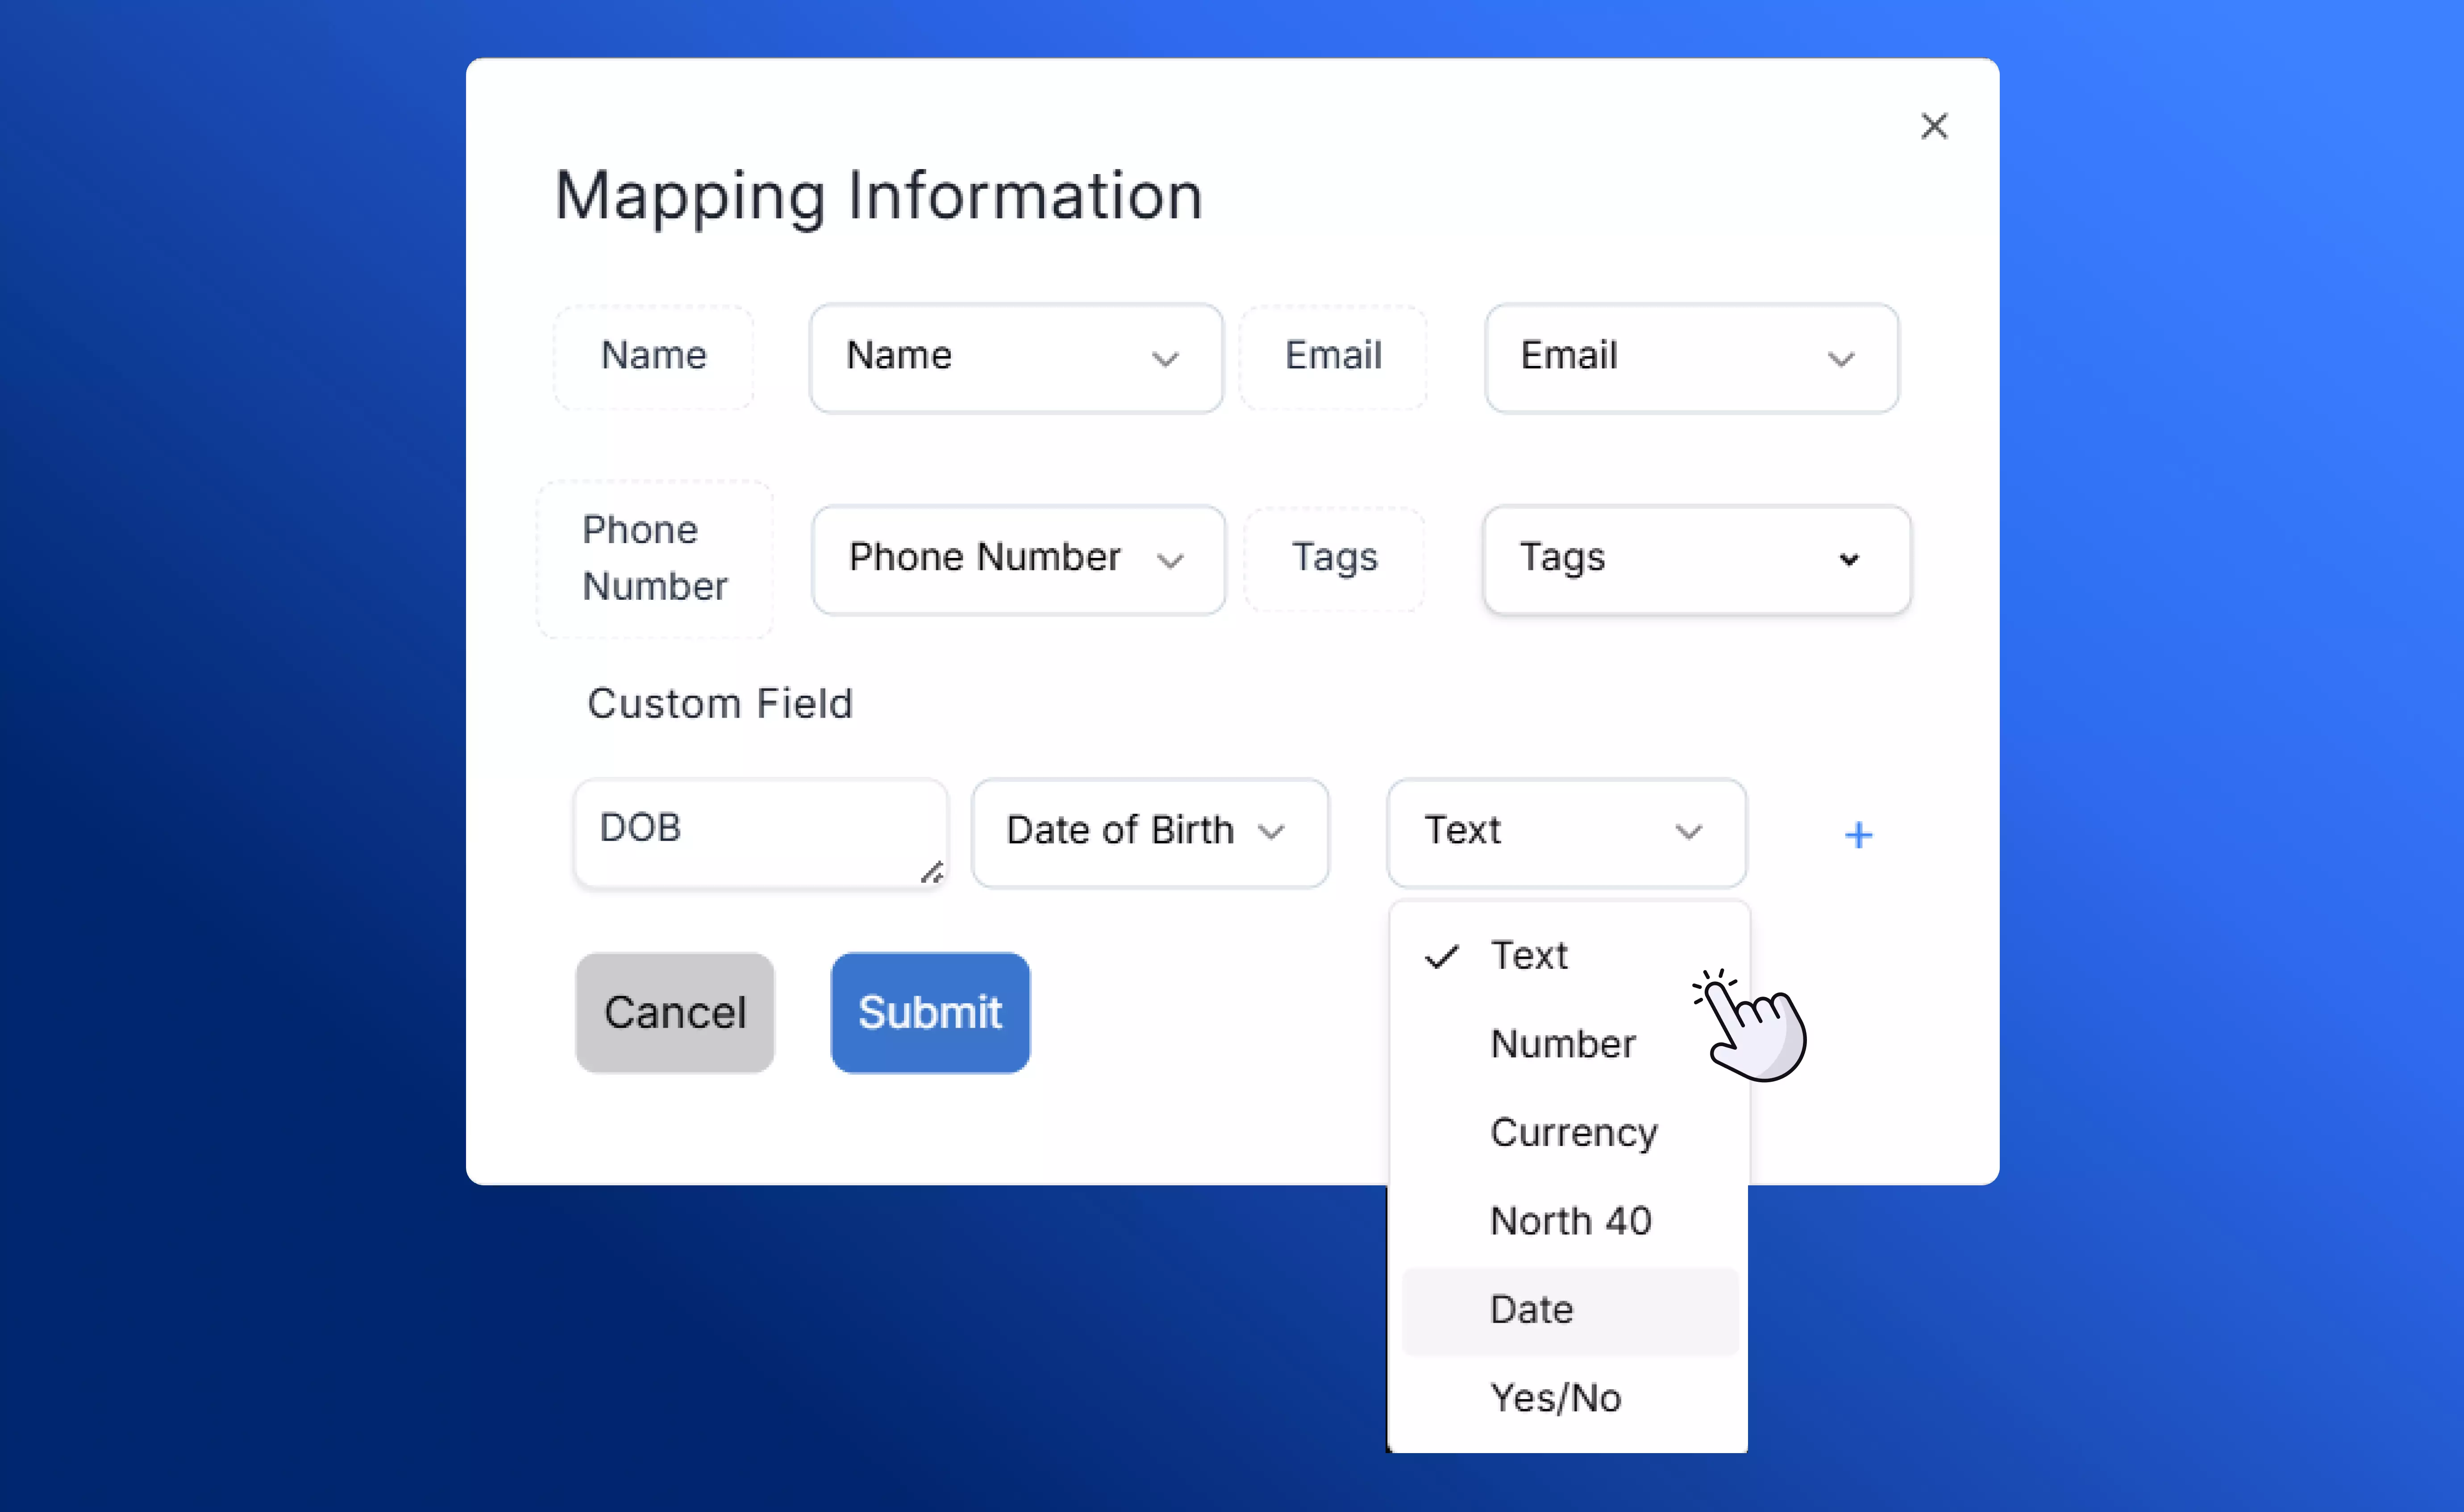 Mapping Information
Name
Name
Email
Email
Phone
Number
Phone Number
Tags
Tags
Custom Field
DOB
Date of Birth
Text
Cancel
Submit
Text
Number
Currency
North 40
Date
Yes/No